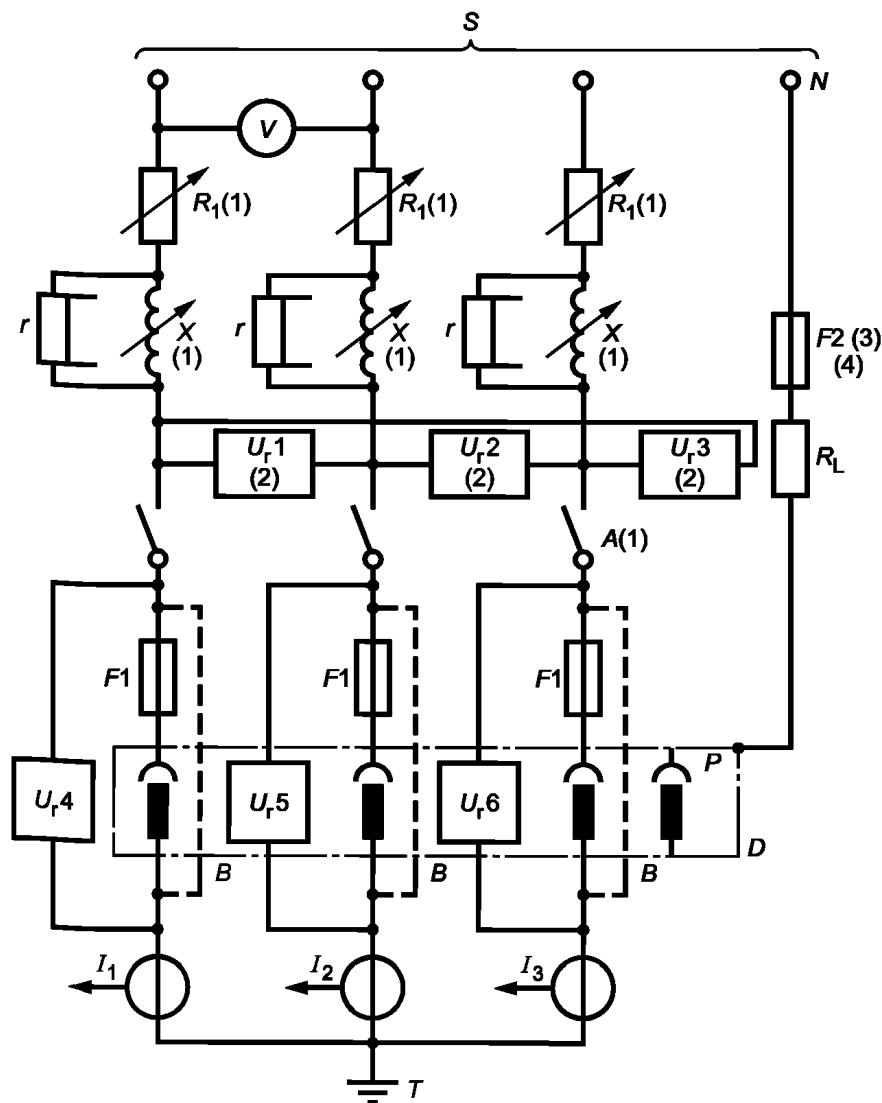 S
N
V
R1(1)
R1(1)
R1(1)
r
X
(1)
r
X
(1)
r
X
(1)
F2 (3)
(4)
Ur1
(2)
Ur2
(2)
Ur3
(2)
RL
A(1)
F1
F1
F1
P
Ur4
Ur5
Ur6
D
B
B
B
I1
I2
I3
T